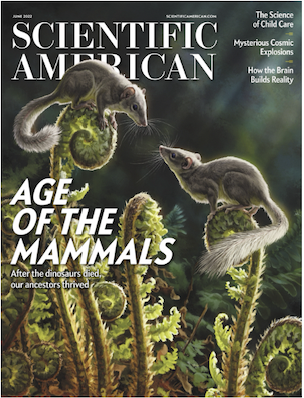 JUNE 2022
SCIENTIFICAMERICAN.COM
SCIENTIFIC
AMERICAN
The Science
of Child Care
Mysterious Cosmic
Explosions
How the Brain
Builds Reality
AGE
OF THE
MAMMALS
After the dinosaurs died,
our ancestors thrived